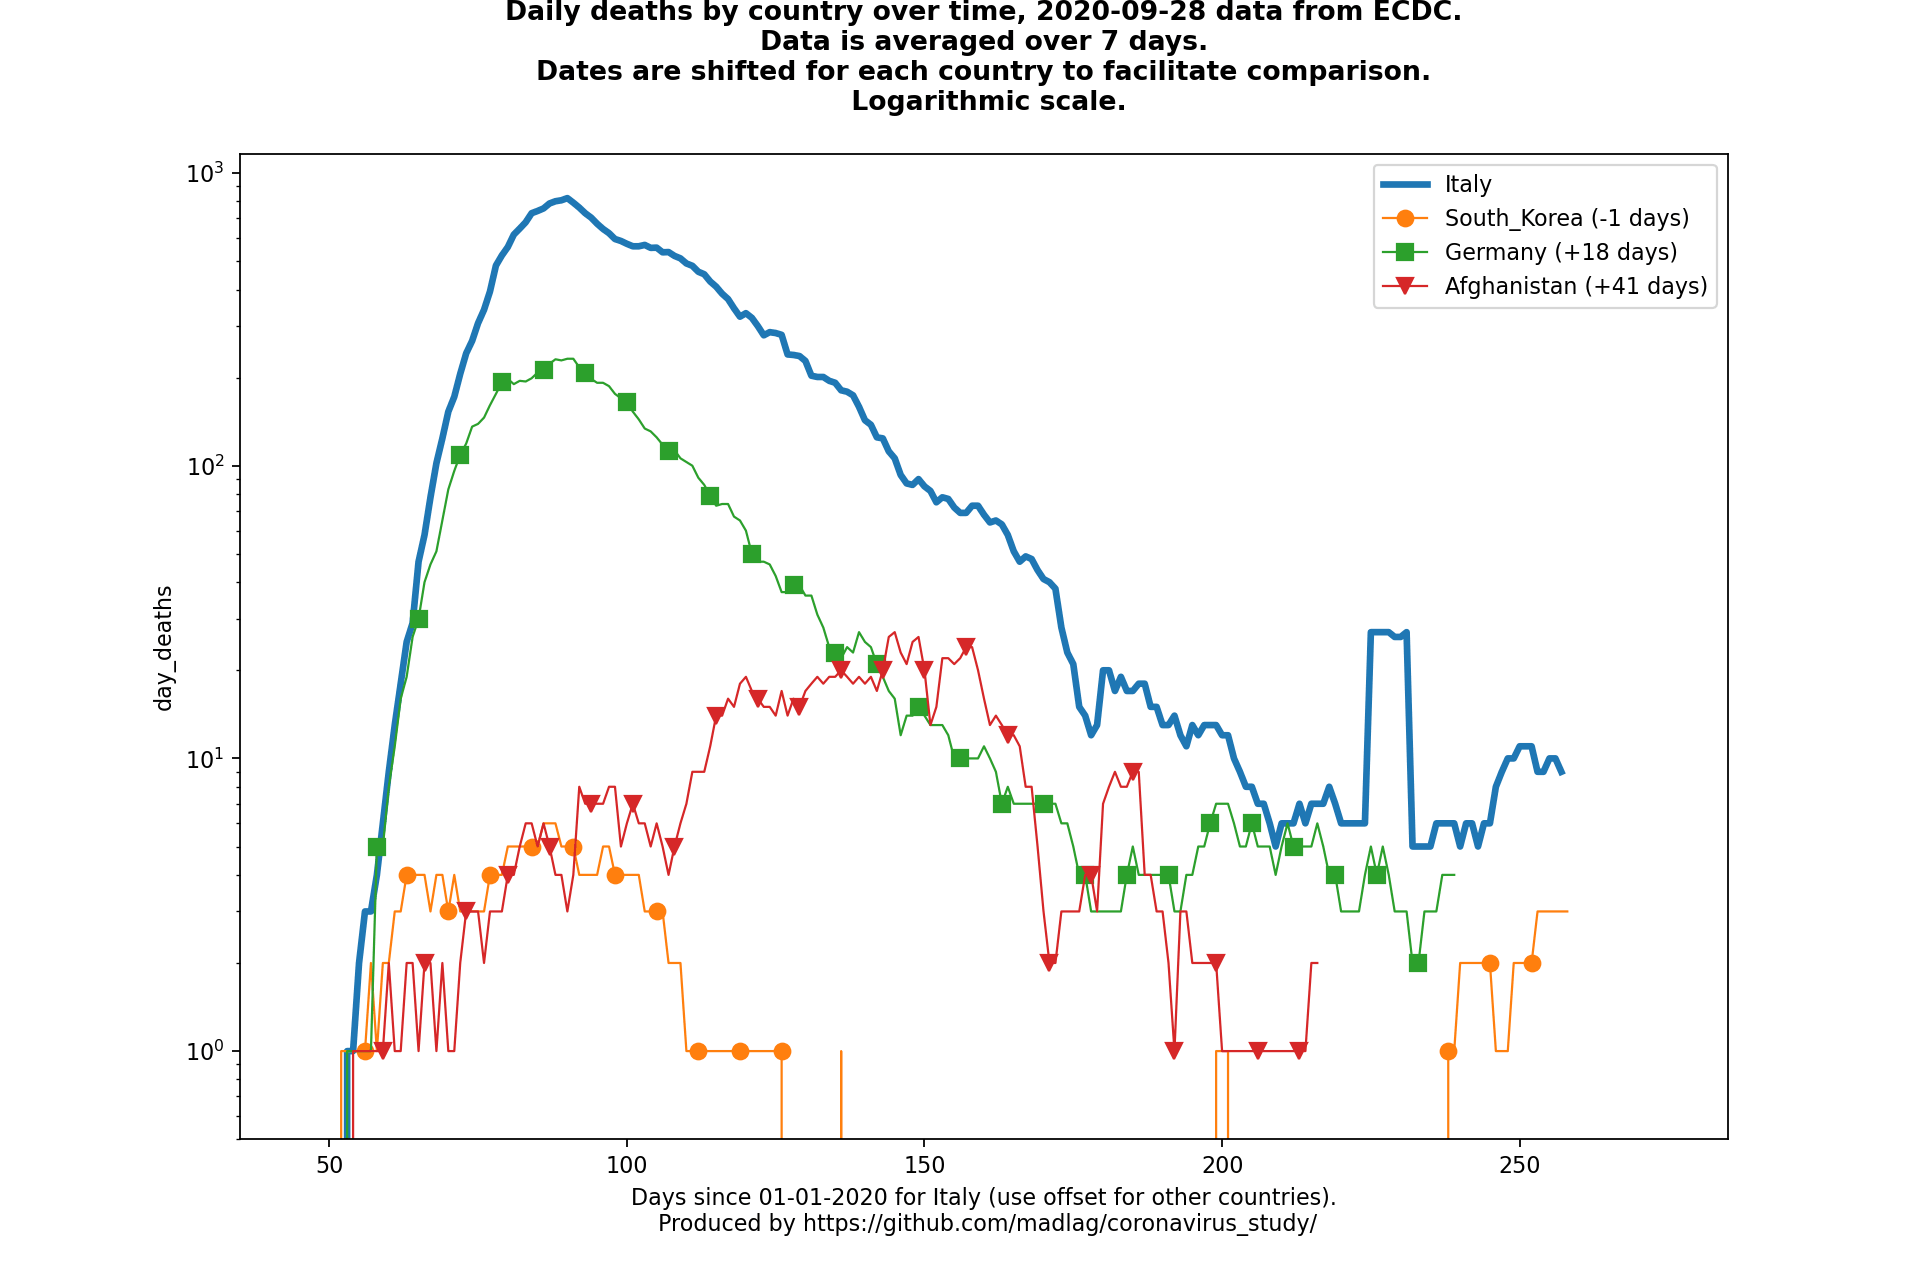 Daily deaths by country over time, 2020-09-28 data from ECDC.
Data is averaged over 7 days.
Dates are shifted for each country to facilitate comparison.
Logarithmic scale.
10³
10²
10¹
10⁰
day_deaths
Italy
South_Korea (-1 days)
Germany (+18 days)
Afghanistan (+41 days)
50 100 150 200 250
Days since 01-01-2020 for Italy (use offset for other countries).
Produced by https://github.com/madlag/coronavirus_study/